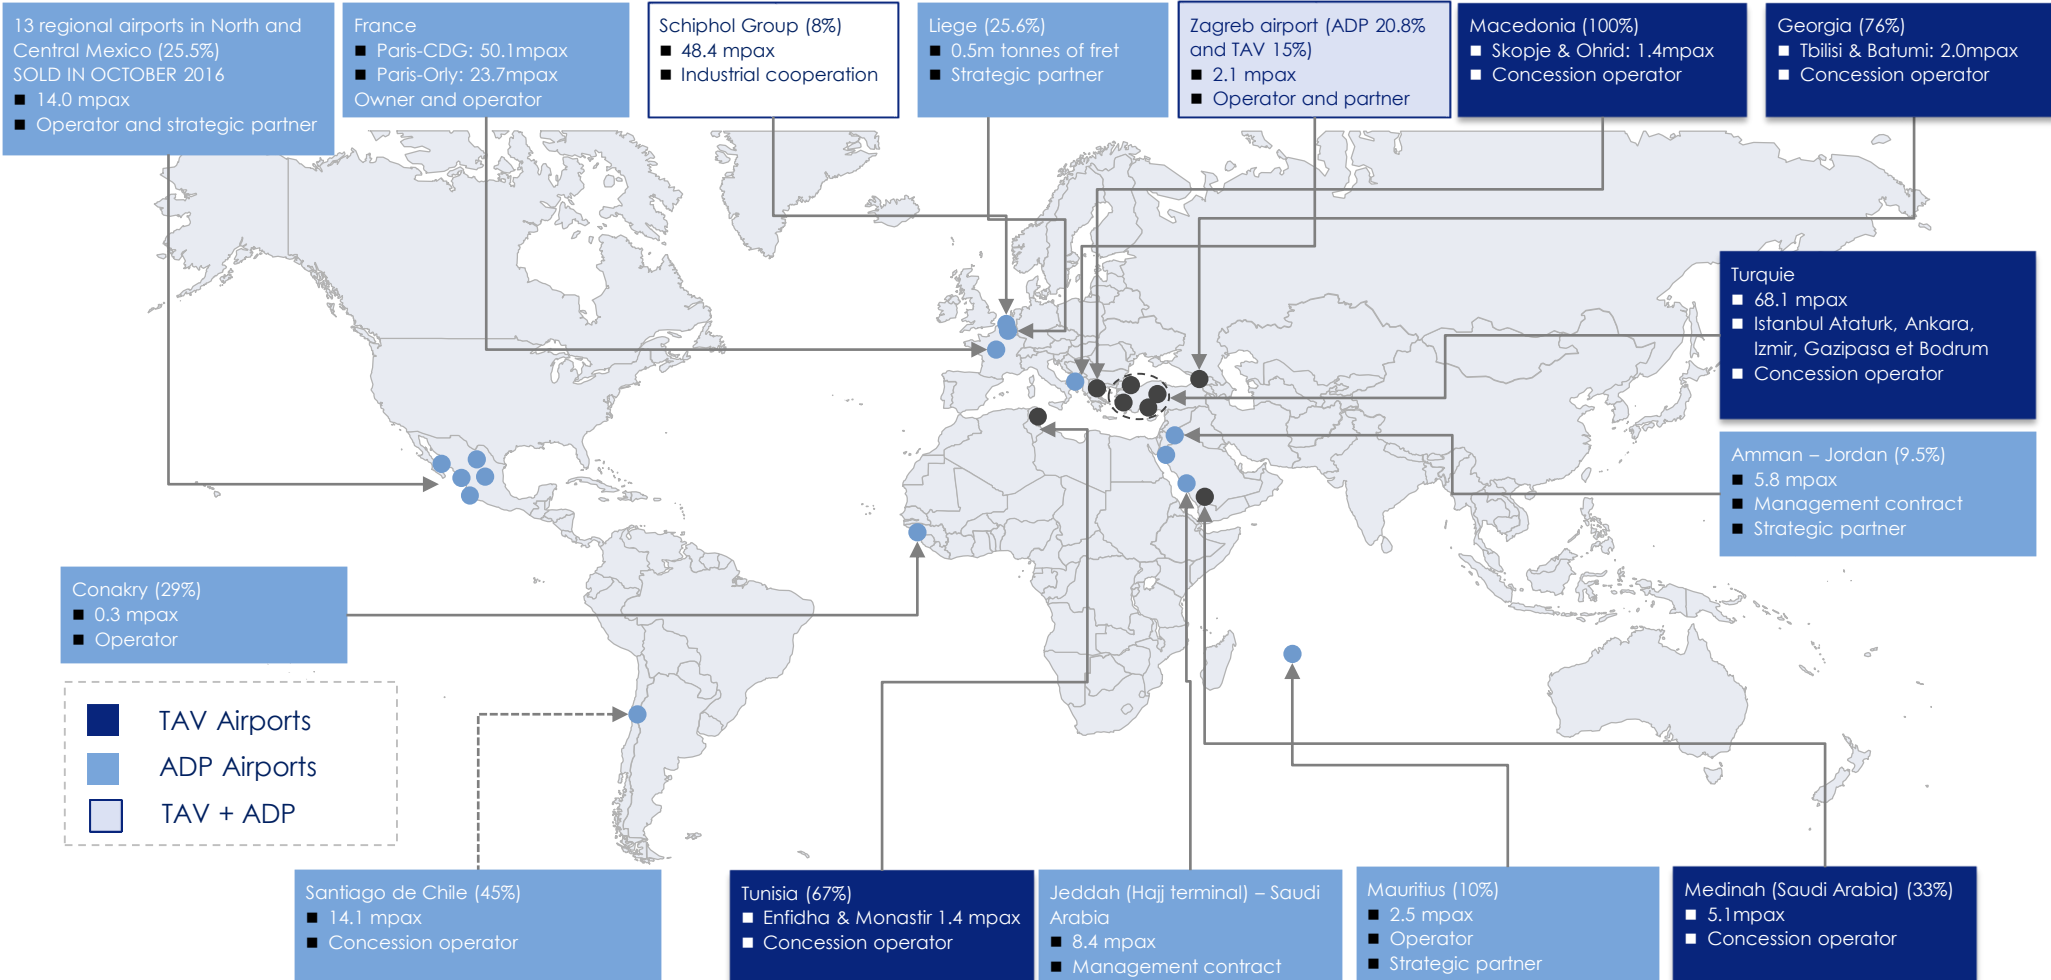 13 regional airports in North and
Central Mexico (25.5%)
SOLD IN OCTOBER 2016
■ 14.0 mpax
■ Operator and strategic partner
France
■ Paris-CDG: 50.1mpax
■ Paris-Orly: 23.7mpax
Owner and operator
Schiphol Group (8%)
■ 48.4 mpax
■ Industrial cooperation
Liege (25.6%)
■ 0.5m tonnes of fret
■ Strategic partner
Zagreb airport (ADP 20.8%
and TAV 15%)
■ 2.1 mpax
■ Operator and partner
Macedonia (100%)
■ Skopje & Ohrid: 1.4mpax
■ Concession operator
Georgia (76%)
■ Tbilisi & Batumi: 2.0mpax
■ Concession operator
Turquie
■ 68.1 mpax
■ Istanbul Ataturk, Ankara,
Izmir, Gazipasa et Bodrum
■ Concession operator
Amman – Jordan (9.5%)
■ 5.8 mpax
■ Management contract
■ Strategic partner
Conakry (29%)
■ 0.3 mpax
■ Operator
TAV Airports
ADP Airports
TAV + ADP
Santiago de Chile (45%)
■ 14.1 mpax
■ Concession operator
Tunisia (67%)
■ Enfidha & Monastir 1.4 mpax
■ Concession operator
Jeddah (Hajj terminal) – Saudi
Arabia
■ 8.4 mpax
■ Management contract
Mauritius (10%)
■ 2.5 mpax
■ Operator
■ Strategic partner
Medinah (Saudi Arabia) (33%)
■ 5.1mpax
■ Concession operator